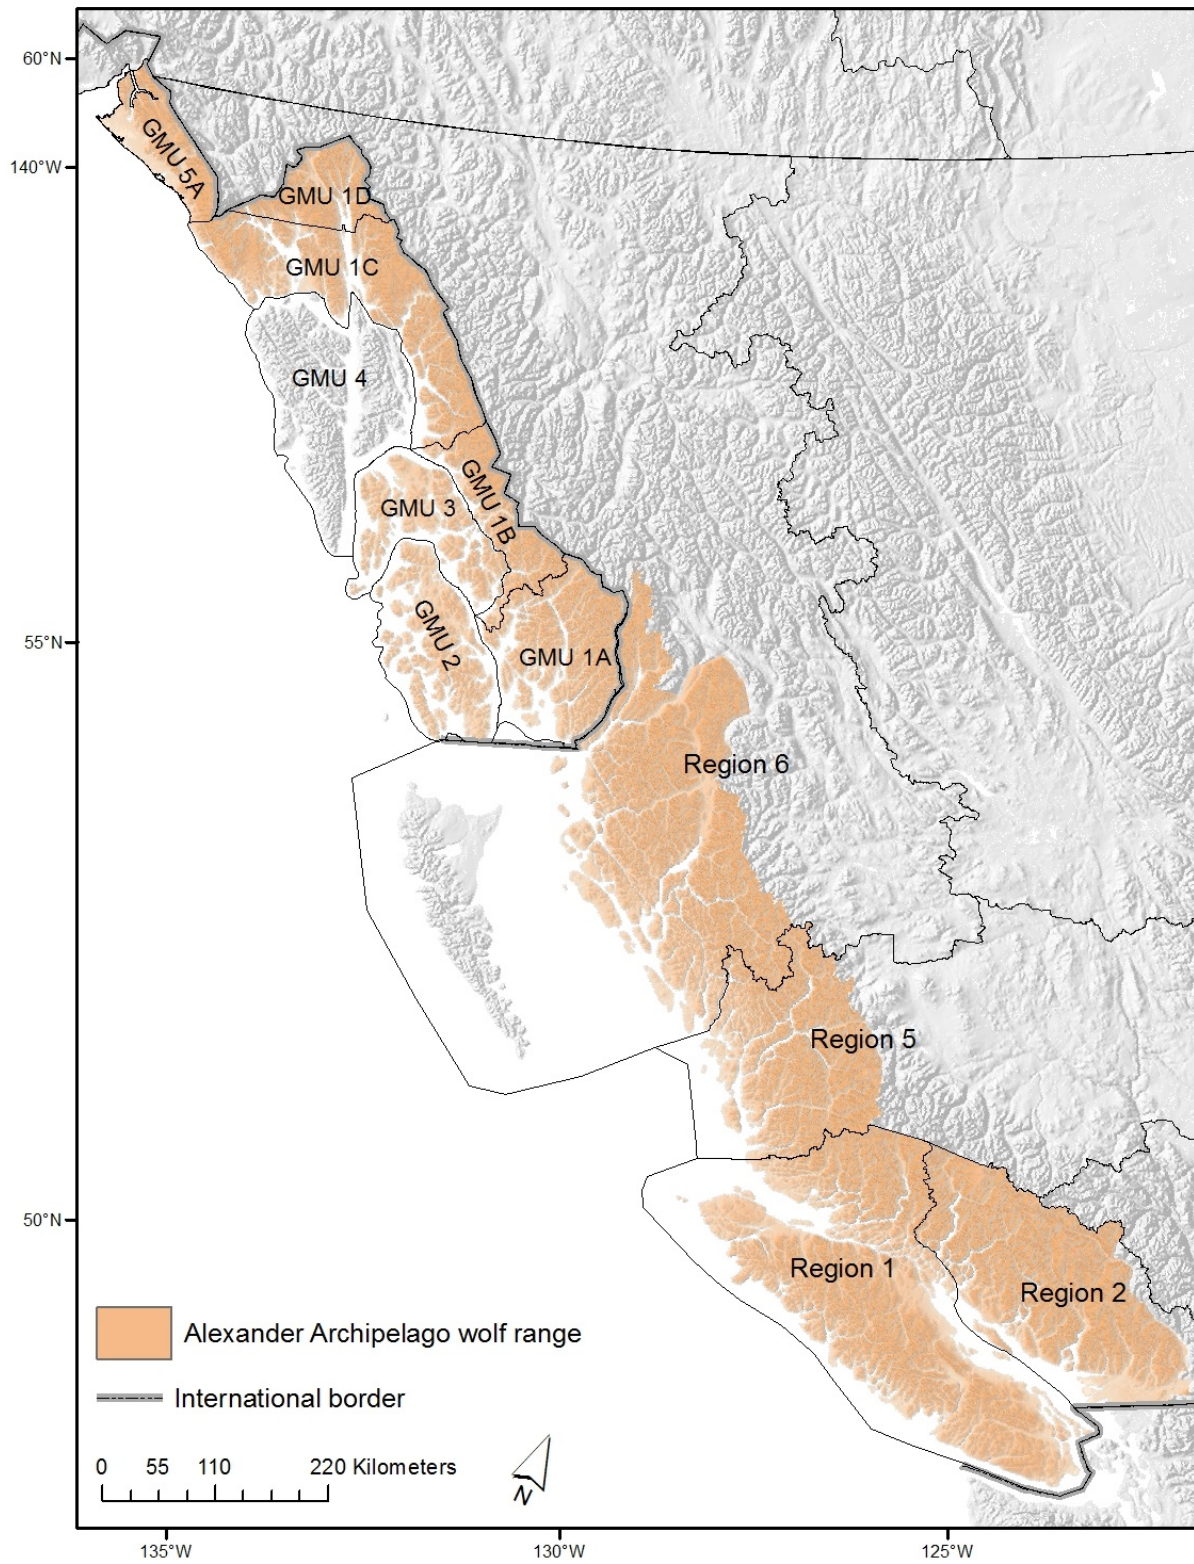 60°N
140°W
55°N
50°N
GMU 5A
GMU 1D
GMU 1C
GMU 4
GMU 3
GMU 1B
GMU 2
GMU 1A
Region 6
Region 5
Region 1
Region 2
Alexander Archipelago wolf range
International border
0 55 110 220 Kilometers
N
135°W 130°W 125°W